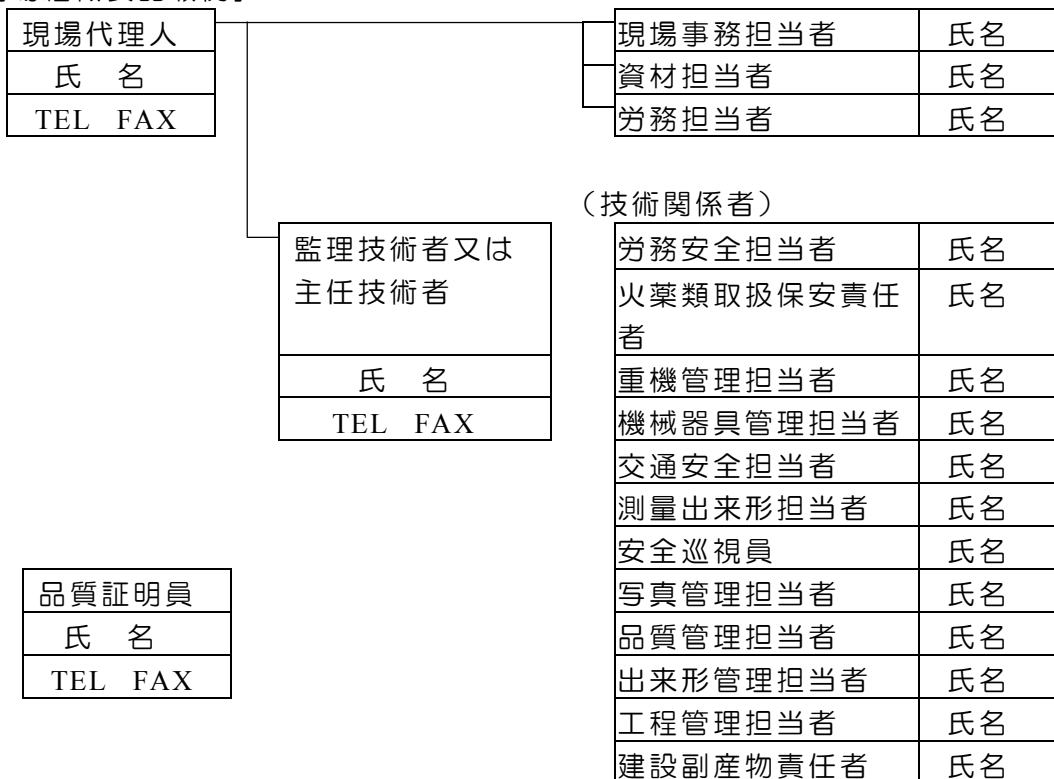 現場代理人
氏 名
TEL FAX
現場事務担当者 氏名
資材担当者 氏名
労務担当者 氏名
（技術関係者）
監理技術者又は
主任技術者
氏 名
TEL FAX
労務安全担当者 氏名
火薬類取扱保安責任 氏名
者
重機管理担当者 氏名
機械器具管理担当者 氏名
交通安全担当者 氏名
測量出来形担当者 氏名
安全巡視員 氏名
写真管理担当者 氏名
品質管理担当者 氏名
出来形管理担当者 氏名
工程管理担当者 氏名
建設副産物責任者 氏名
品質証明員
氏 名
TEL FAX